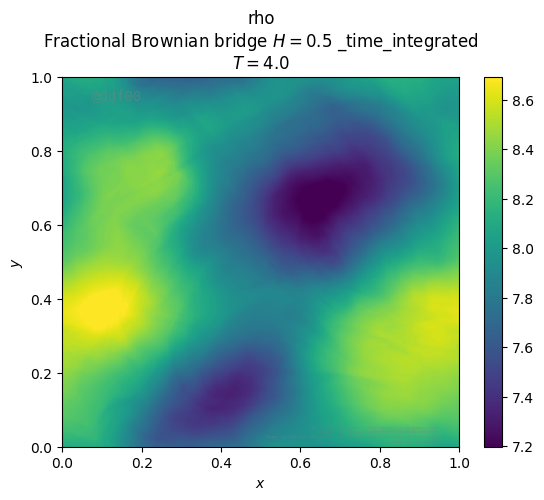 rho
Fractional Brownian bridge $H = 0.5$ _time_integrated
$T = 4.0$
1.0
0.8
0.6
0.4
0.2
0.0
y
0.0 0.2 0.4 0.6 0.8 1.0
x
8.6
8.4
8.2
8.0
7.8
7.6
7.4
7.2